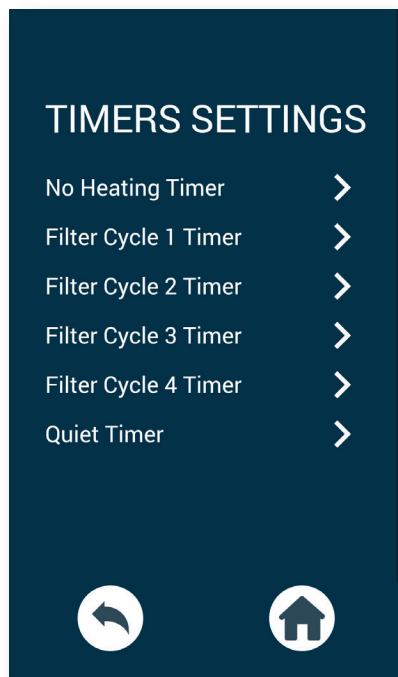 TIMERS SETTINGS
No Heating Timer
Filter Cycle 1 Timer
Filter Cycle 2 Timer
Filter Cycle 3 Timer
Filter Cycle 4 Timer
Quiet Timer